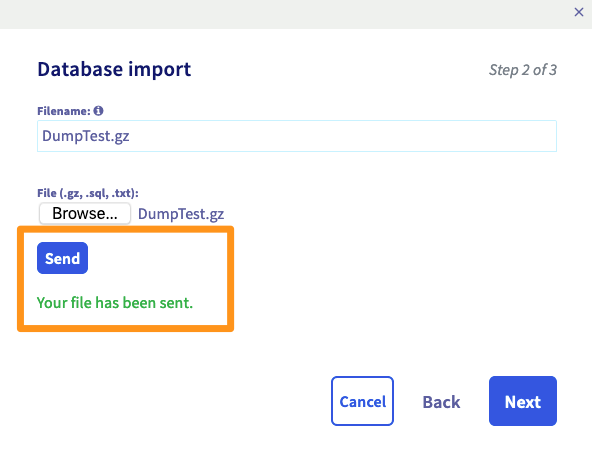 ×
Database import
Step 2 of 3
Filename:
DumpTest.gz
File (.gz, .sql, .txt):
Browse... DumpTest.gz
Send
Your file has been sent.
Cancel Back Next